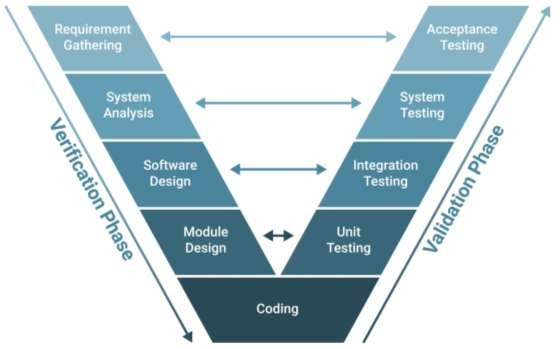 Requirement
Gathering
Acceptance
Testing
System
Analysis
System
Testing
Software
Design
Integration
Testing
Module
Design
Unit
Testing
Coding
Verification Phase
Validation Phase